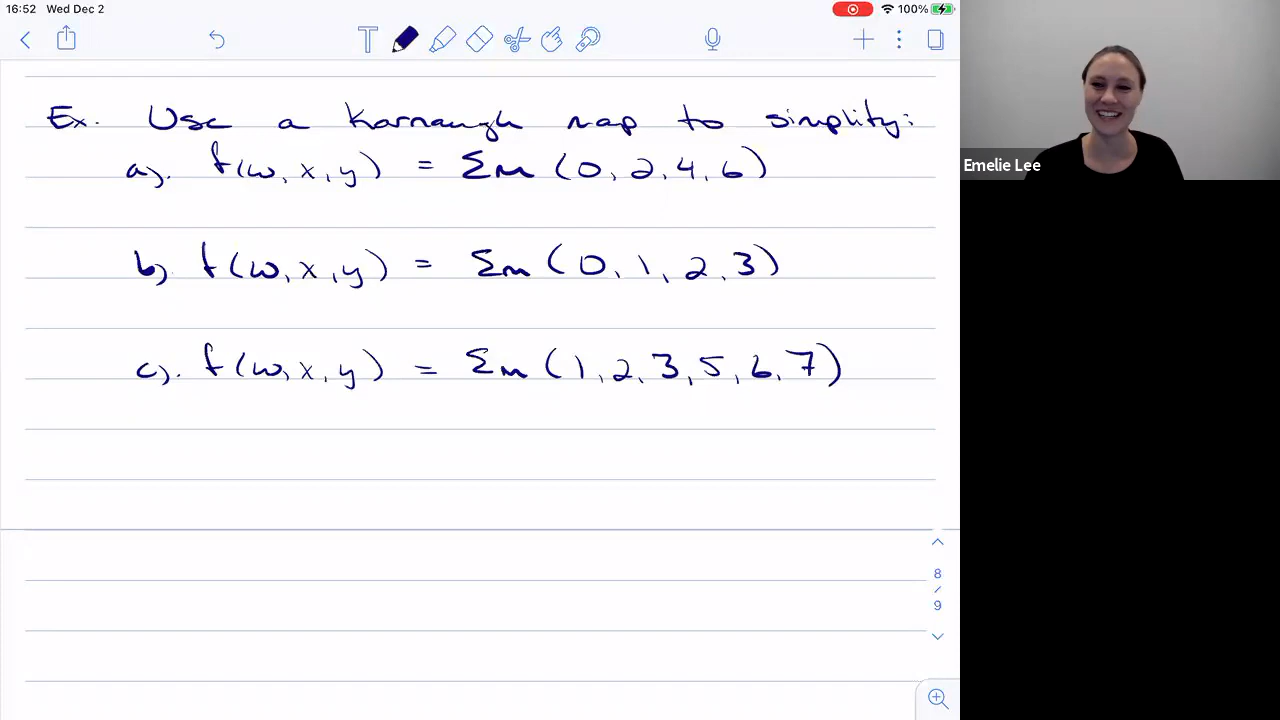 16:52 Wed Dec 2 100%
Ex. Use a Karnaugh map to simplify:
a). f(w, x, y) = Σm (0, 2, 4, 6)
Emelie Lee
b). f(w, x, y) = Σm (0, 1, 2, 3)
c). f(w, x, y) = Σm (1, 2, 3, 5, 6, 7)
8
/
9